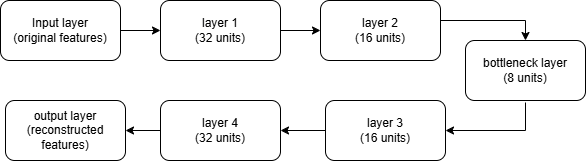 Input layer
(original features)
layer 1
(32 units)
layer 2
(16 units)
bottleneck layer
(8 units)
layer 3
(16 units)
layer 4
(32 units)
output layer
(reconstructed
features)